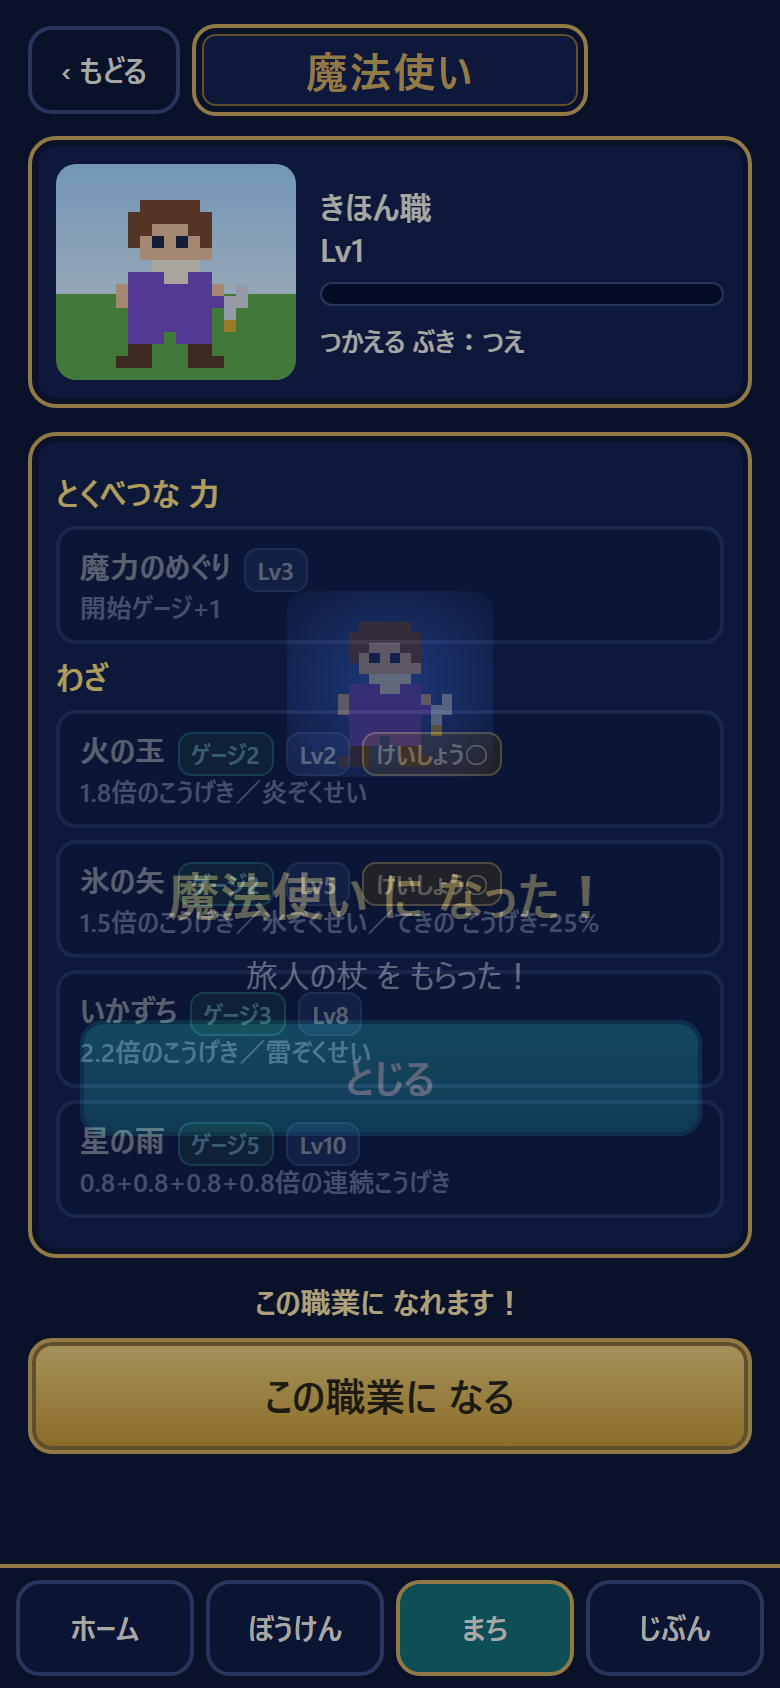 ‹ もどる
魔法使い
きほん職
Lv1
つかえる ぶき：つえ
とくべつな 力
魔力のめぐり Lv3
開始ゲージ+1
わざ
火の玉 ゲージ2 Lv2 けいしょう○
1.8倍のこうげき／炎ぞくせい
氷の矢 ゲージ2 Lv5 けいしょう○
魔法使い に なった！
1.5倍のこうげき／氷ぞくせい／てきの こうげき-25%
旅人の杖 を もらった！
いかずち ゲージ3 Lv8
2.2倍のこうげき／雷ぞくせい
とじる
星の雨 ゲージ5 Lv10
0.8+0.8+0.8+0.8倍の連続こうげき
この職業に なれます！
この職業に なる
ホーム
ぼうけん
まち
じぶん